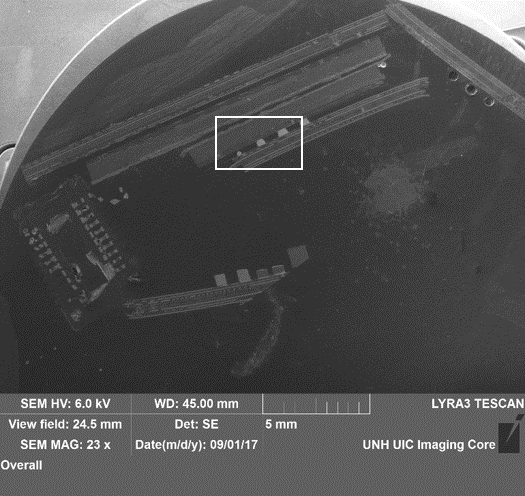 SEM HV: 6.0 kV WD: 45.00 mm LYRA3 TESCAN
View field: 24.5 mm Det: SE 5 mm
SEM MAG: 23 x Date(m/d/y): 09/01/17 UNH UIC Imaging Core
Overall